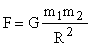 F = G m₁m₂ / R²